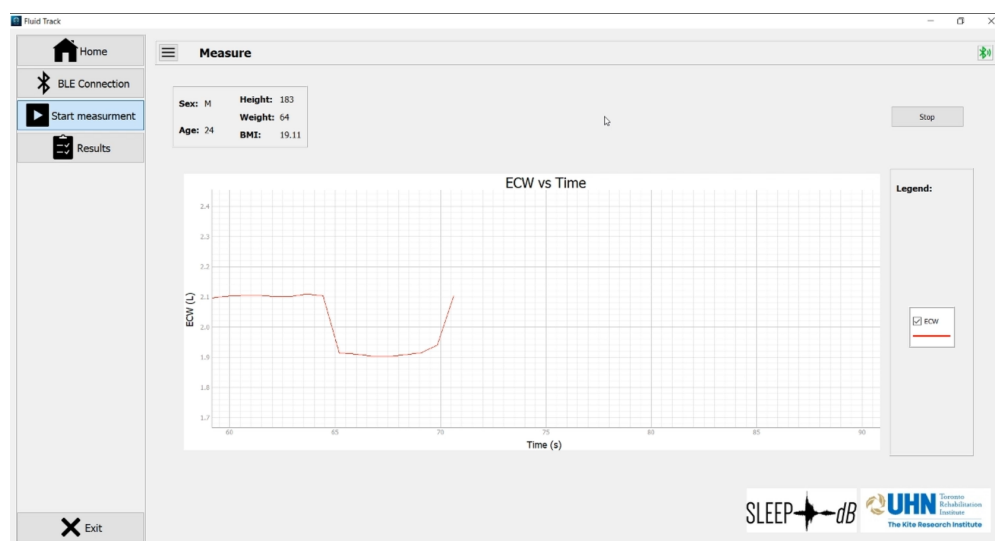 Fluid Track
Home
BLE Connection
Start measurment
Results
Exit
Measure
Sex: M
Age: 24
Height: 183
Weight: 64
BMI: 19.11
Stop
ECW vs Time
ECW (L)
2.4
2.3
2.2
2.1
2.0
1.9
1.8
1.7
60 65 70 75 80 85 90
Time (s)
Legend:
ECW
SLEEP dB
UHN
Toronto
Rehabilitation
Institute
The Kite Research Institute